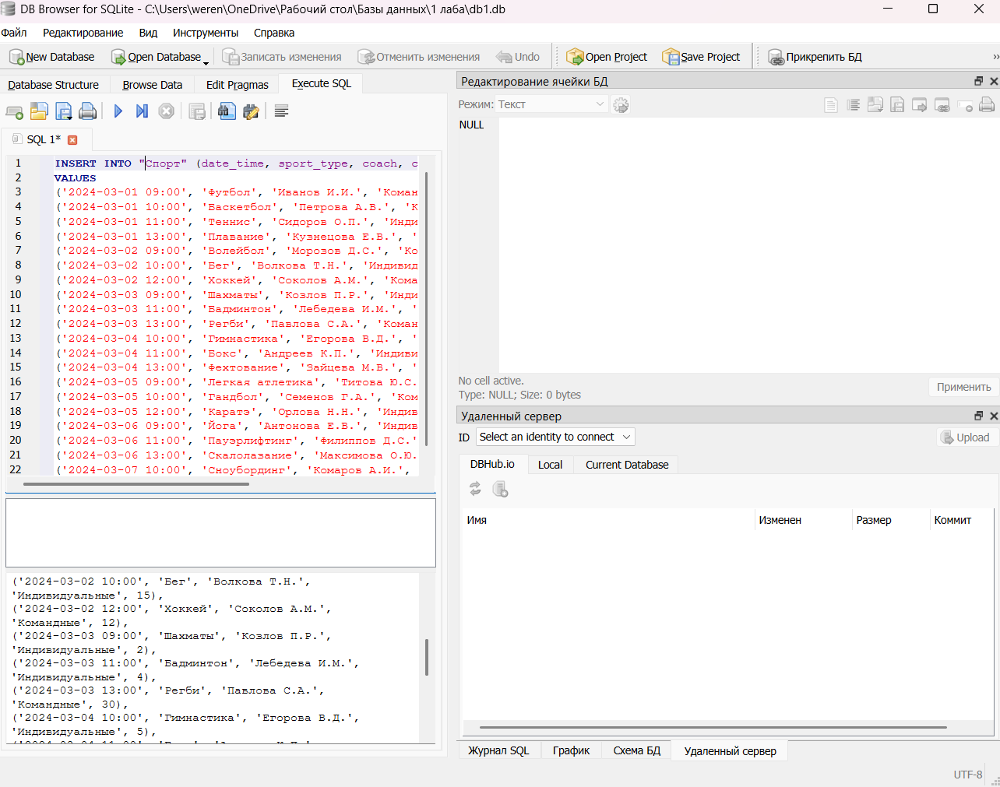 DB Browser for SQLite - C:\Users\weren\OneDrive\Рабочий стол\Базы данных\1 лаба\db1.db
Файл Редактирование Вид Инструменты Справка
New Database Open Database Записать изменения Отменить изменения Undo Open Project Save Project Прикрепить БД »
Database Structure Browse Data Edit Pragmas Execute SQL
SQL 1*
1 INSERT INTO "Спорт" (date_time, sport_type, coach, c
2 VALUES
3 ('2024-03-01 09:00', 'Футбол', 'Иванов И.И.', 'Коман
4 ('2024-03-01 10:00', 'Баскетбол', 'Петрова А.В.', 'К
5 ('2024-03-01 11:00', 'Теннис', 'Сидоров О.П.', 'Инди
6 ('2024-03-01 13:00', 'Плавание', 'Кузнецова Е.В.', '
7 ('2024-03-02 09:00', 'Волейбол', 'Морозов Д.С.', 'Ко
8 ('2024-03-02 10:00', 'Бег', 'Волкова Т.Н.', 'Индивид
9 ('2024-03-02 12:00', 'Хоккей', 'Соколов А.М.', 'Кома
10 ('2024-03-03 09:00', 'Шахматы', 'Козлов П.Р.', 'Инди
11 ('2024-03-03 11:00', 'Бадминтон', 'Лебедева И.М.', '
12 ('2024-03-03 13:00', 'Регби', 'Павлова С.А.', 'Коман
13 ('2024-03-04 10:00', 'Гимнастика', 'Егорова В.Д.', '
14 ('2024-03-04 11:00', 'Бокс', 'Андреев К.П.', 'Индиви
15 ('2024-03-04 13:00', 'Фехтование', 'Зайцева М.В.', '
16 ('2024-03-05 09:00', 'Легкая атлетика', 'Титова Ю.С.
17 ('2024-03-05 10:00', 'Гандбол', 'Семенов Г.А.', 'Ком
18 ('2024-03-05 12:00', 'Каратэ', 'Орлова Н.Н.', 'Индив
19 ('2024-03-06 09:00', 'Йога', 'Антонова Е.В.', 'Индив
20 ('2024-03-06 11:00', 'Пауэрлифтинг', 'Филиппов Д.С.'
21 ('2024-03-06 13:00', 'Скалолазание', 'Максимова О.Ю.
22 ('2024-03-07 10:00', 'Сноубординг', 'Комаров А.И.',
('2024-03-02 10:00', 'Бег', 'Волкова Т.Н.',
'Индивидуальные', 15),
('2024-03-02 12:00', 'Хоккей', 'Соколов А.М.',
'Командные', 12),
('2024-03-03 09:00', 'Шахматы', 'Козлов П.Р.',
'Индивидуальные', 2),
('2024-03-03 11:00', 'Бадминтон', 'Лебедева И.М.',
'Индивидуальные', 4),
('2024-03-03 13:00', 'Регби', 'Павлова С.А.',
'Командные', 30),
('2024-03-04 10:00', 'Гимнастика', 'Егорова В.Д.',
'Индивидуальные', 5),
Редактирование ячейки БД
Режим: Текст
NULL
No cell active.
Type: NULL; Size: 0 bytes
Применить
Удаленный сервер
ID Select an identity to connect Upload
DBHub.io Local Current Database
Имя Изменен Размер Коммит
Журнал SQL График Схема БД Удаленный сервер
UTF-8